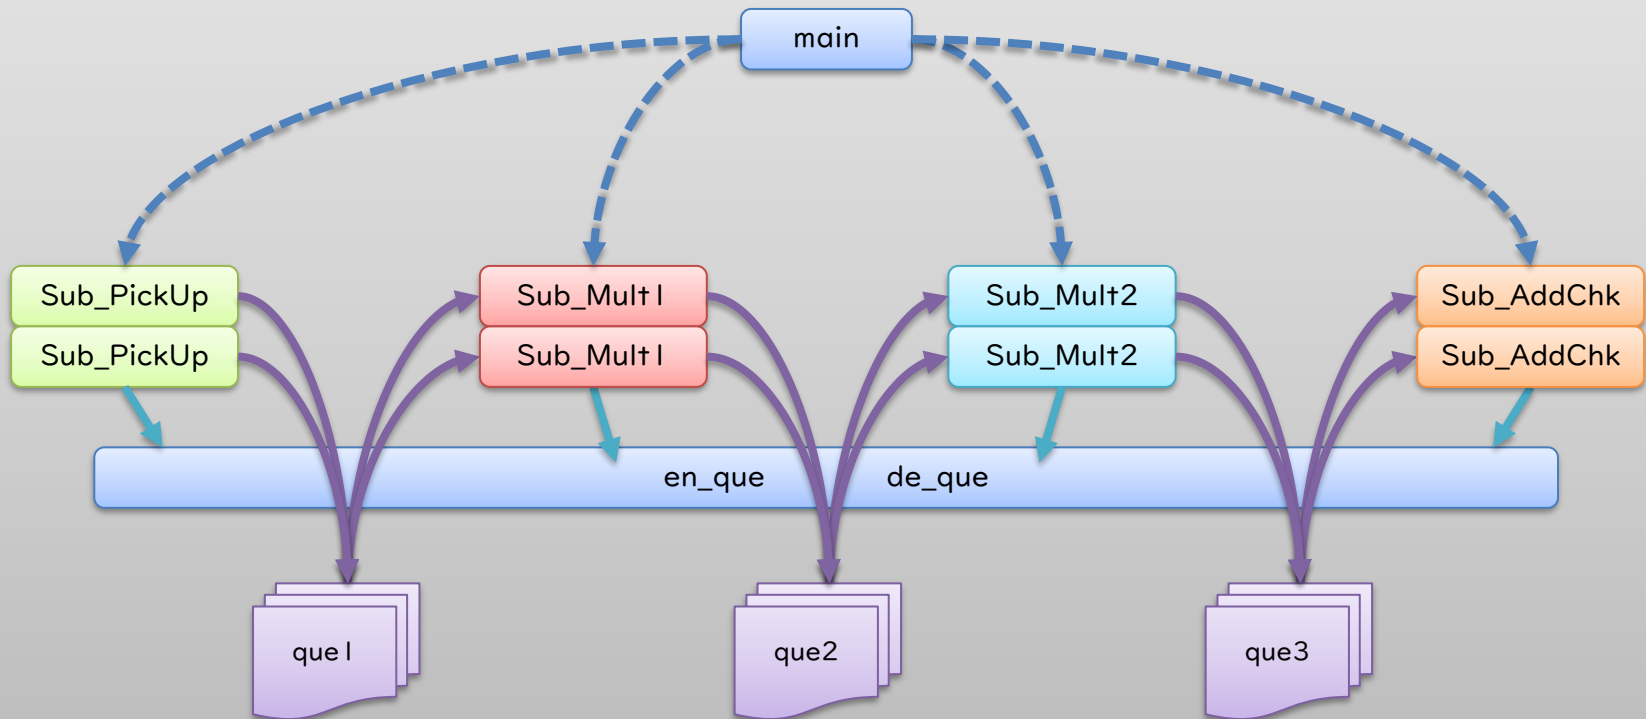 main
Sub_PickUp
Sub_Mult1
Sub_Mult2
Sub_AddChk
Sub_PickUp
Sub_Mult1
Sub_Mult2
Sub_AddChk
en_que de_que
que1
que2
que3